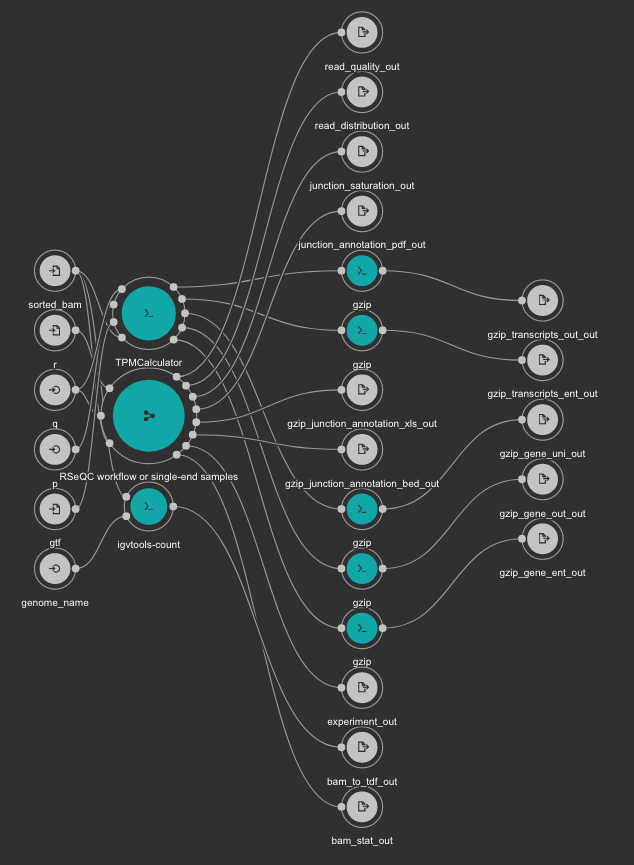 read_quality_out
read_distribution_out
junction_saturation_out
junction_annotation_pdf_out
sorted_bam
gzip
gzip_transcripts_out_out
r
TPMCalculator
gzip
gzip_transcripts_ent_out
q
gzip_junction_annotation_xls_out
gzip_gene_uni_out
RSeQC workflow or single-end samples
p
gzip_junction_annotation_bed_out
gzip_gene_out_out
gtf
igvtools-count
gzip
gzip_gene_ent_out
genome_name
gzip
gzip
experiment_out
bam_to_tdf_out
bam_stat_out